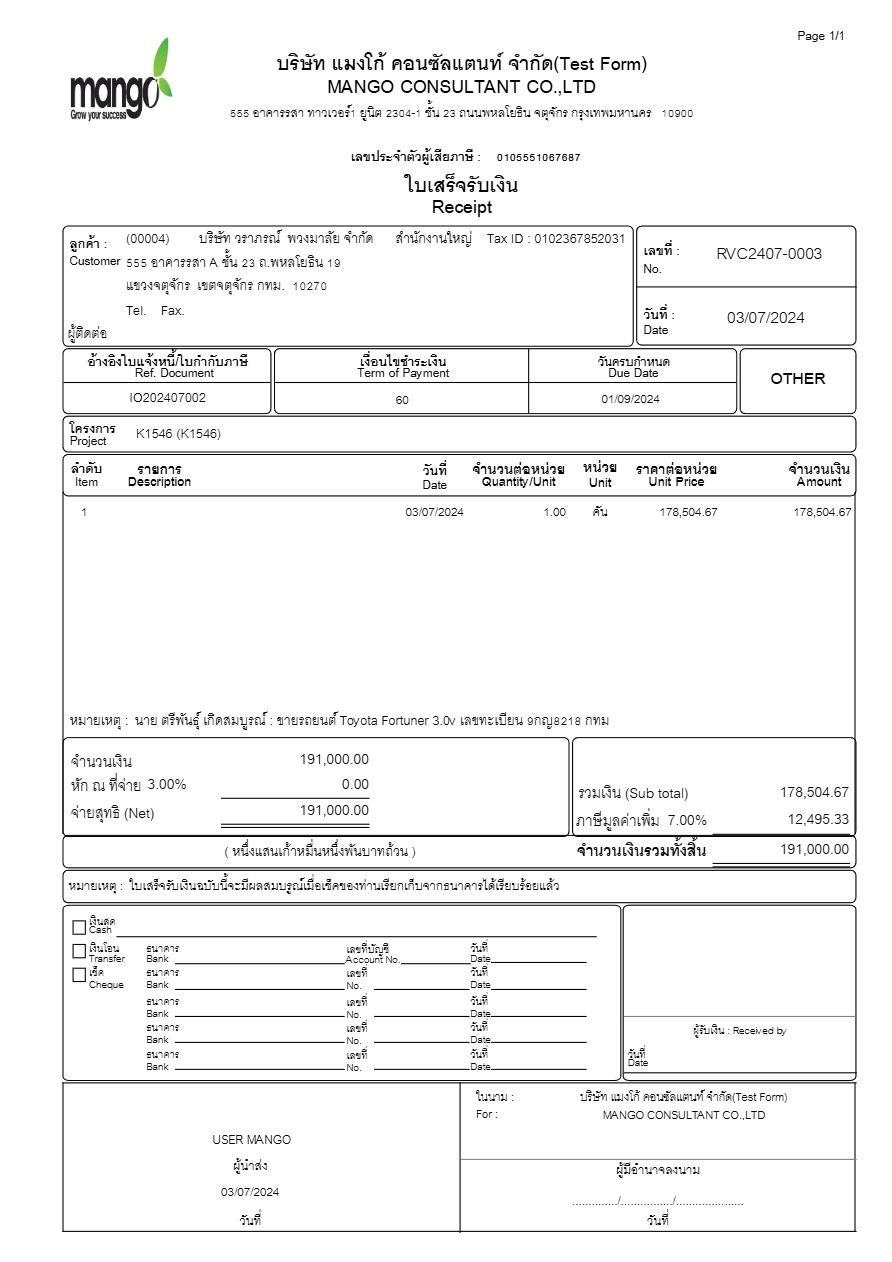 Page 1/1
mango
Grow your success
บริษัท แมงโก้ คอนซัลแตนท์ จำกัด(Test Form)
MANGO CONSULTANT CO.,LTD
555 อาคารรสา ทาวเวอร์1 ยูนิต 2304-1 ชั้น 23 ถนนพหลโยธิน จตุจักร กรุงเทพมหานคร 10900
เลขประจำตัวผู้เสียภาษี : 0105551067687
ใบเสร็จรับเงิน
Receipt
ลูกค้า : (00004) บริษัท วราภรณ์ พวงมาลัย จำกัด สำนักงานใหญ่ Tax ID : 0102367852031
Customer 555 อาคารรสา A ชั้น 23 ถ.พหลโยธิน 19
แขวงจตุจักร เขตจตุจักร กทม. 10270
Tel. Fax.
ผู้ติดต่อ
เลขที่ : RVC2407-0003
No.
วันที่ : 03/07/2024
Date
อ้างอิงใบแจ้งหนี้/ใบกำกับภาษี เงื่อนไขชำระเงิน วันครบกำหนด
Ref. Document Term of Payment Due Date OTHER
IO202407002 60 01/09/2024
โครงการ K1546 (K1546)
Project
ลำดับ รายการ วันที่ จำนวนต่อหน่วย หน่วย ราคาต่อหน่วย จำนวนเงิน
Item Description Date Quantity/Unit Unit Unit Price Amount
1 03/07/2024 1.00 คัน 178,504.67 178,504.67
หมายเหตุ : นาย ตรีพันธุ์ เกิดสมบูรณ์ : ขายรถยนต์ Toyota Fortuner 3.0v เลขทะเบียน 9กญ8218 กทม
จำนวนเงิน 191,000.00
หัก ณ ที่จ่าย 3.00% 0.00
จ่ายสุทธิ (Net) 191,000.00
รวมเงิน (Sub total) 178,504.67
ภาษีมูลค่าเพิ่ม 7.00% 12,495.33
( หนึ่งแสนเก้าหมื่นหนึ่งพันบาทถ้วน ) จำนวนเงินรวมทั้งสิ้น 191,000.00
หมายเหตุ : ใบเสร็จรับเงินฉบับนี้จะมีผลสมบรูณ์เมื่อเช็คของท่านเรียกเก็บจากธนาคารได้เรียบร้อยแล้ว
เงินสด
Cash
เงินโอน ธนาคาร เลขที่บัญชี วันที่
Transfer Bank Account No. Date
เช็ค ธนาคาร เลขที่ วันที่
Cheque Bank No. Date
ธนาคาร เลขที่ วันที่
Bank No. Date
ธนาคาร เลขที่ วันที่
Bank No. Date
ธนาคาร เลขที่ วันที่
Bank No. Date
ผู้รับเงิน : Received by
วันที่
Date
USER MANGO
ผู้นำส่ง
03/07/2024
วันที่
ในนาม : บริษัท แมงโก้ คอนซัลแตนท์ จำกัด(Test Form)
For : MANGO CONSULTANT CO.,LTD
ผู้มีอำนาจลงนาม
............../................/.....................
วันที่